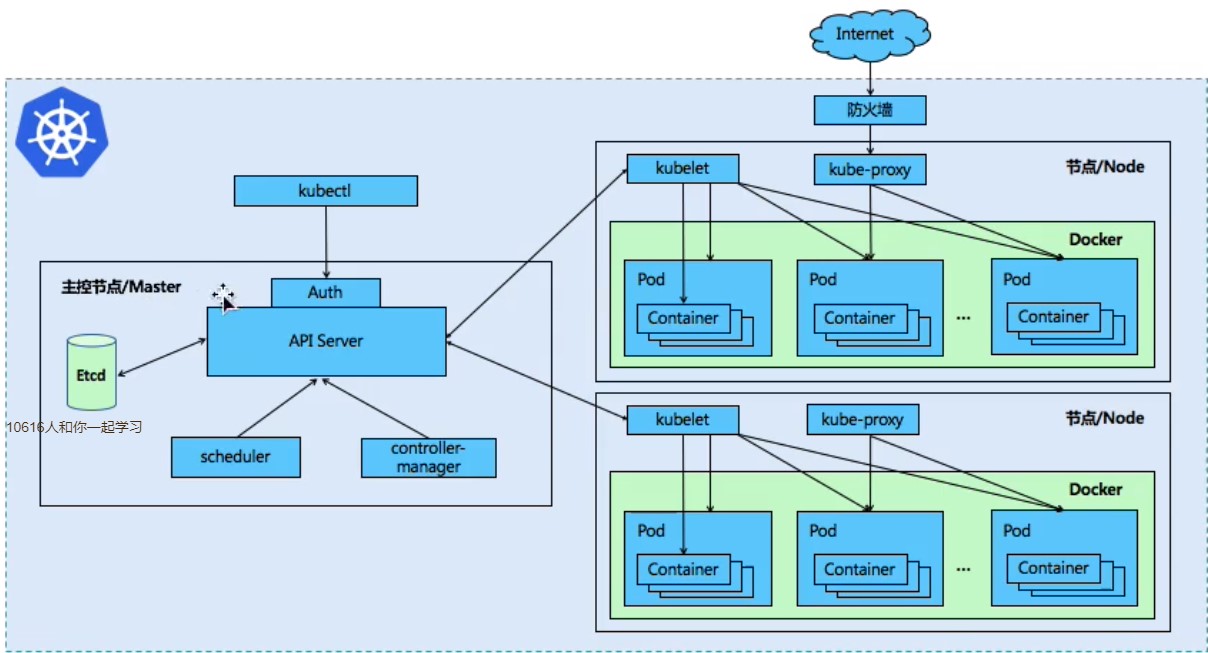 Internet
防火墙
kubelet
kube-proxy
节点/Node
kubectl
Docker
主控节点/Master
Auth
Pod
Pod
Pod
Container
Container
...
Container
API Server
Etcd
10616人和你一起学习
scheduler
controller-
manager
kubelet
kube-proxy
节点/Node
Docker
Pod
Pod
Pod
Container
Container
...
Container